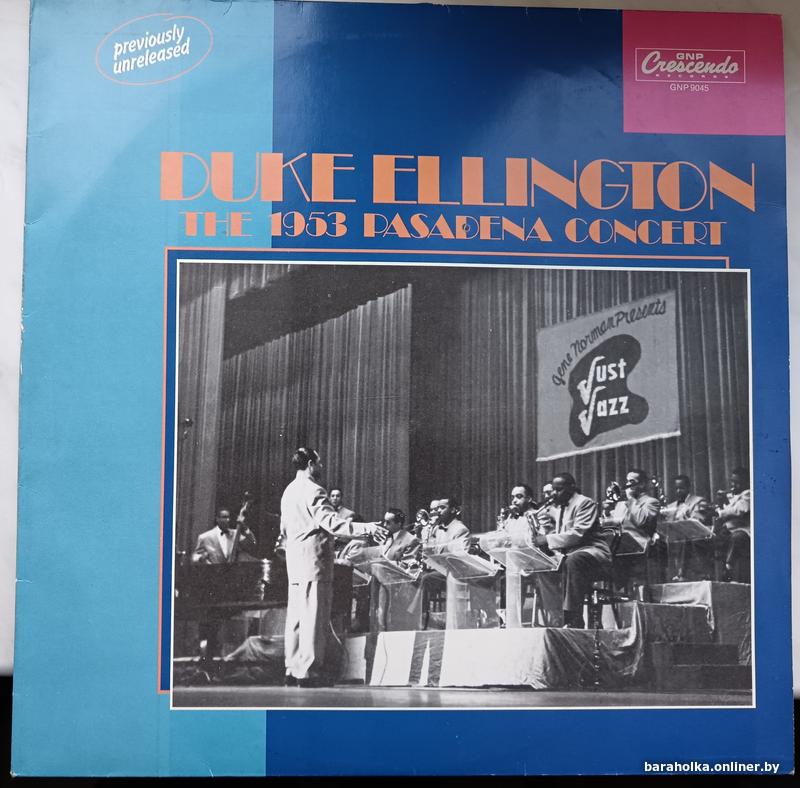 previously
unreleased
GNP
Crescendo
RECORDS
GNP 9045
DUKE ELLINGTON
THE 1953 PASADENA CONCERT
Gene Norman Presents
Just
Jazz
baraholka.onliner.by